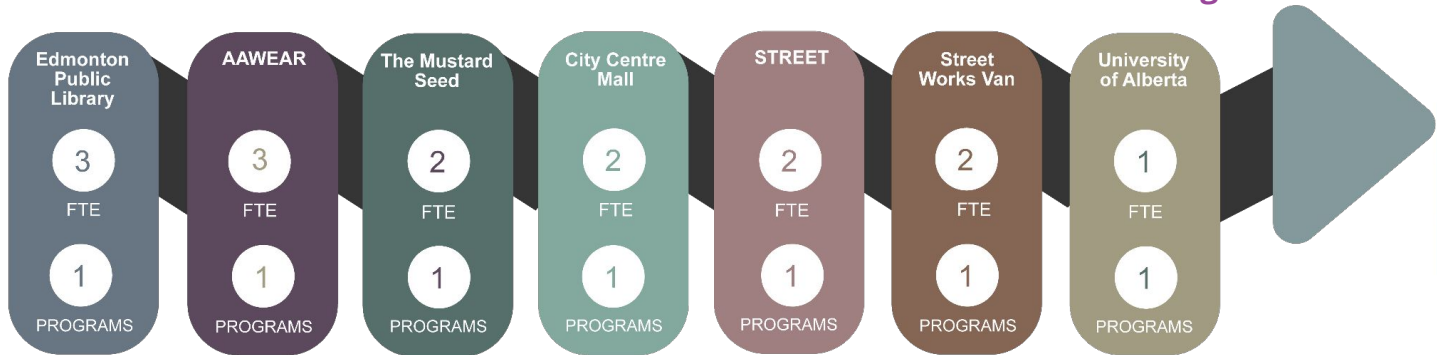 Edmonton
Public
Library
3
FTE
1
PROGRAMS
AAWEAR
3
FTE
1
PROGRAMS
The Mustard
Seed
2
FTE
1
PROGRAMS
City Centre
Mall
2
FTE
1
PROGRAMS
STREET
2
FTE
1
PROGRAMS
Street
Works Van
2
FTE
1
PROGRAMS
University
of Alberta
1
FTE
1
PROGRAMS